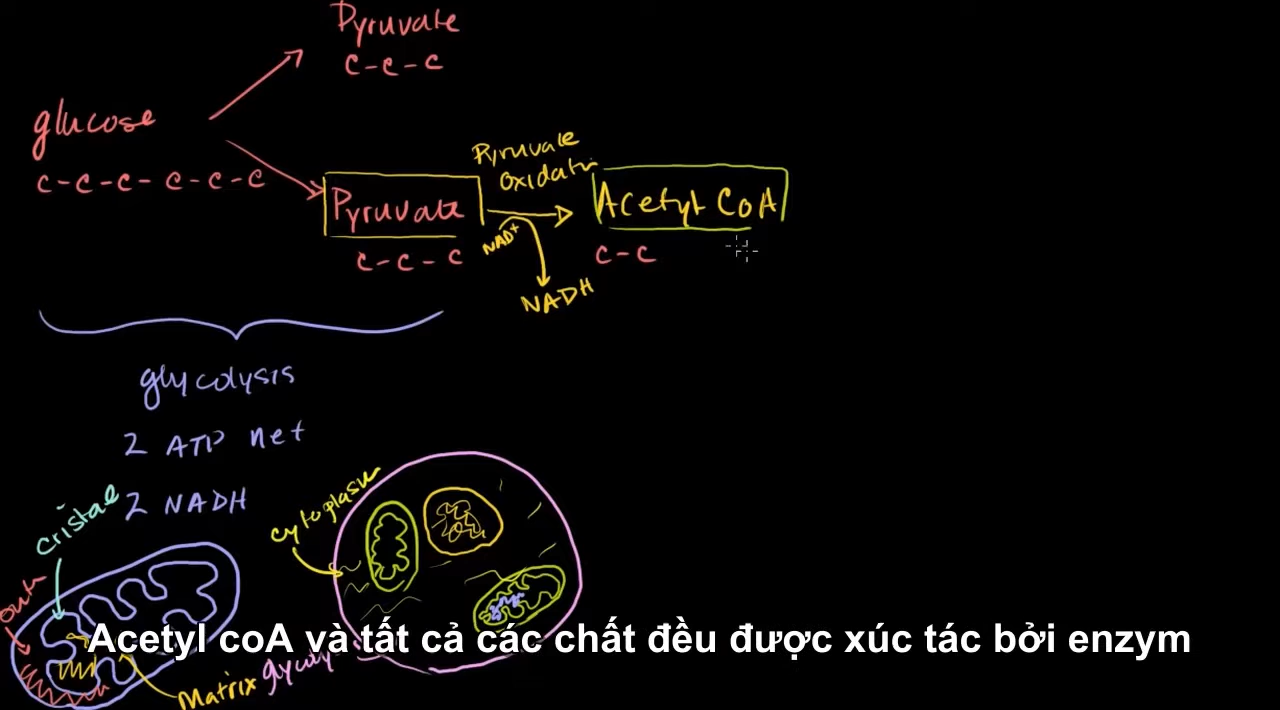 Pyruvate
C-C-C
glucose
C-C-C-C-C-C
Pyruvate
oxidati
Pyruvate
Acetyl CoA
NAD+
C-C-C
C-C
NADH
glycolysis
2 ATP net
2 NADH
cristae
cytoplasm
Acetyl coA và tất cả các chất đều được xúc tác bởi enzym
Matrix